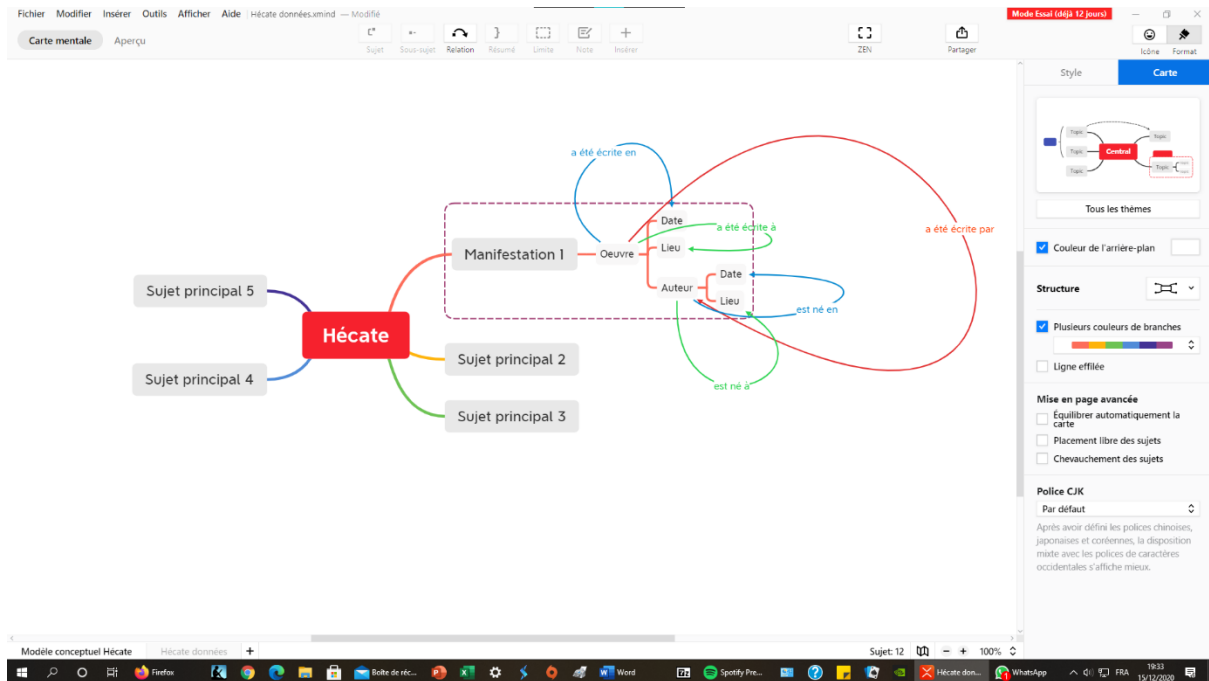 Fichier Modifier Insérer Outils Afficher Aide Hécate données.xmind — Modifié
Mode Essai (déjà 12 jours)
Carte mentale Aperçu
Sujet Sous-sujet Relation Résumé Limite Note Insérer
ZEN
Partager
Icône Format
Style Carte
Topic
Topic
Topic
Central
Topic
Topic
Tous les thèmes
Couleur de l'arrière-plan
Structure
Plusieurs couleurs de branches
Ligne effilée
Mise en page avancée
Équilibrer automatiquement la
carte
Placement libre des sujets
Chevauchement des sujets
Police CJK
Par défaut
Après avoir défini les polices chinoises,
japonaises et coréennes, la disposition
mixte avec les polices de caractères
occidentales s'affiche mieux.
a été écrite en
Date
a été écrite à
a été écrite par
Manifestation 1
Oeuvre
Lieu
Date
Auteur
Lieu
est né en
est né à
Sujet principal 5
Hécate
Sujet principal 2
Sujet principal 4
Sujet principal 3
Modèle conceptuel Hécate Hécate données +
Sujet: 12 − + 100%
Firefox Boîte de réc... Word Spotify Pre... Hécate don... WhatsApp FRA
19:33
15/12/2020